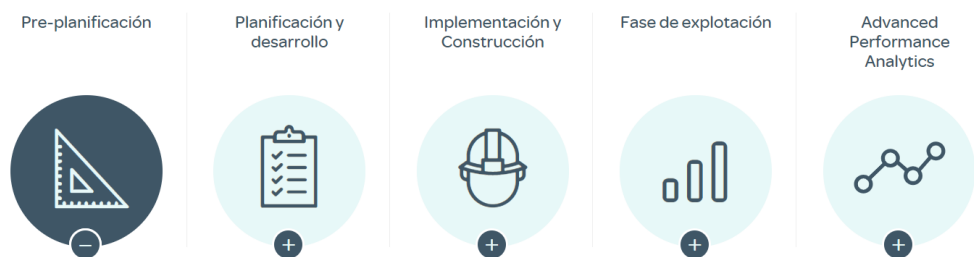 Pre-planificación
Planificación y
desarrollo
Implementación y
Construcción
Fase de explotación
Advanced
Performance
Analytics